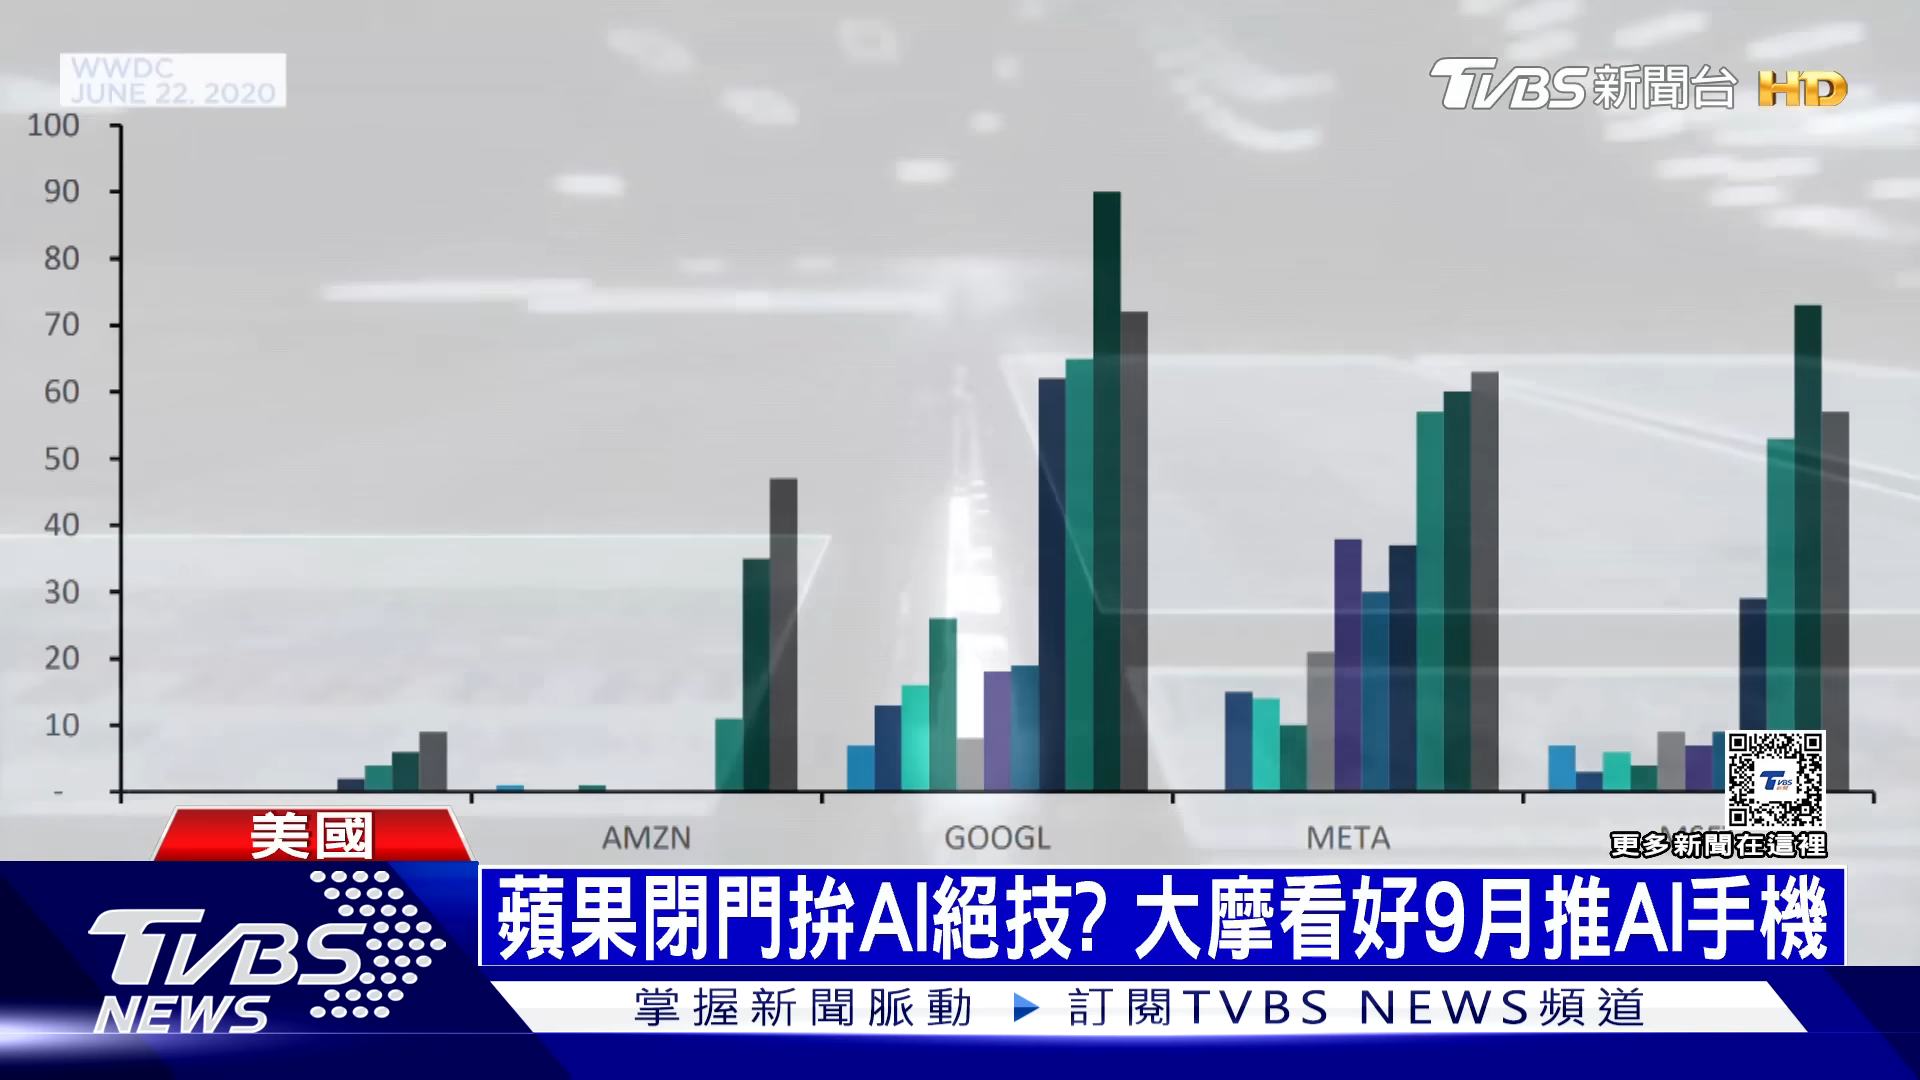 WWDC
JUNE 22, 2020
TVBS新聞台 HD
100
90
80
70
60
50
40
30
20
10
-
AMZN
GOOGL
META
TVBS
新聞
更多新聞在這裡
美國
TVBS
NEWS
蘋果閉門拚AI絕技? 大摩看好9月推AI手機
掌握新聞脈動 ▶ 訂閱TVBS NEWS頻道